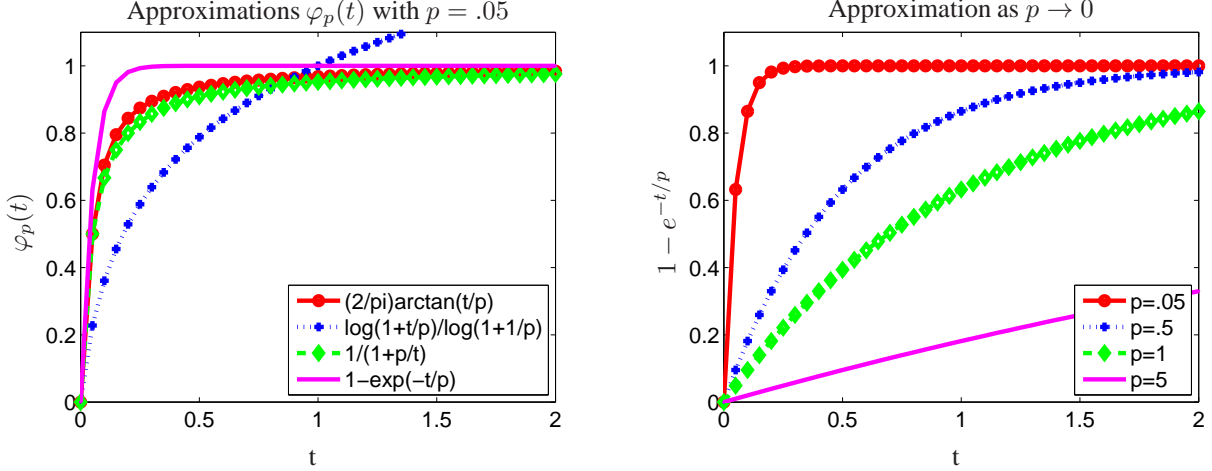 Approximations φₚ(t) with p = .05
φₚ(t)
1
0.8
0.6
0.4
0.2
0
0 0.5 1 1.5 2
t
(2/pi)arctan(t/p)
log(1+t/p)/log(1+1/p)
1/(1+p/t)
1−exp(−t/p)
Approximation as p → 0
1 − e^{−t/p}
1
0.8
0.6
0.4
0.2
0
0 0.5 1 1.5 2
t
p=.05
p=.5
p=1
p=5